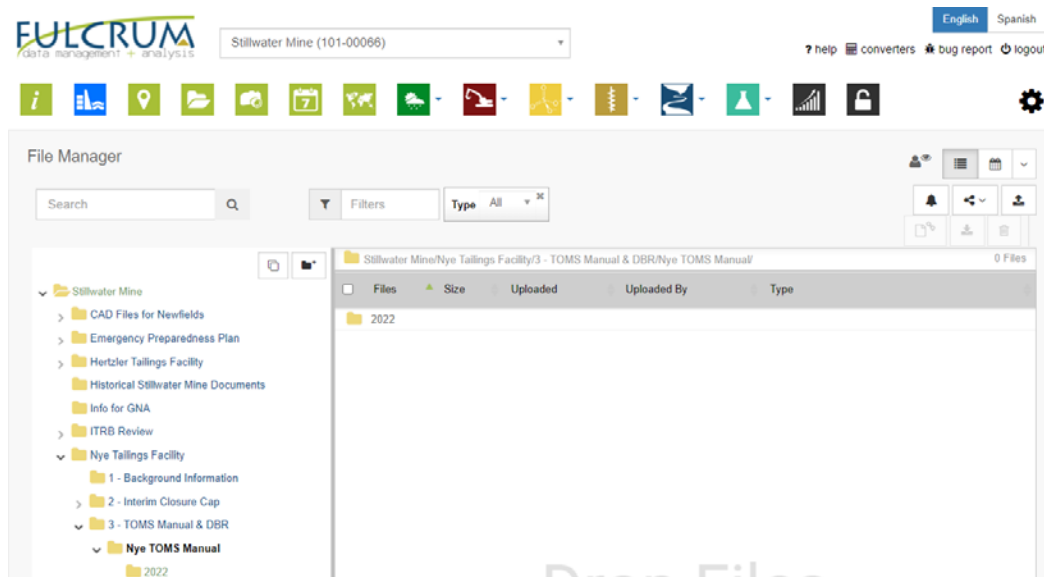 English Spanish
FULCRUM
data management + analysis
Stillwater Mine (101-00066)
? help converters bug report logout
i
7
File Manager
Search
Filters
Type All
Stillwater Mine/Nye Tailings Facility/3 - TOMS Manual & DBR/Nye TOMS Manual/ 0 Files
Files Size Uploaded Uploaded By Type
2022
Stillwater Mine
CAD Files for Newfields
Emergency Preparedness Plan
Hertzler Tailings Facility
Historical Stillwater Mine Documents
Info for GNA
ITRB Review
Nye Tailings Facility
1 - Background Information
2 - Interim Closure Cap
3 - TOMS Manual & DBR
Nye TOMS Manual
2022
Drop Files